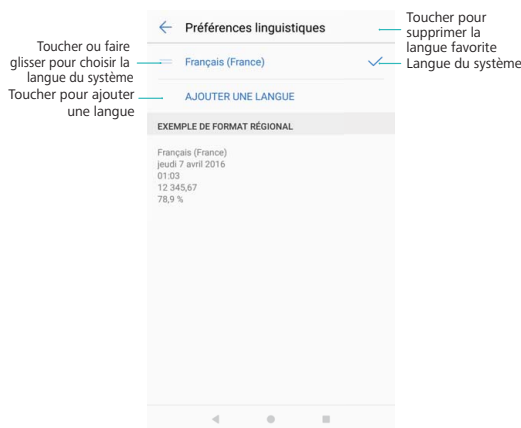 Préférences linguistiques
Toucher pour
supprimer la
langue favorite
Toucher ou faire
glisser pour choisir la
langue du système
Français (France)
Langue du système
Toucher pour ajouter
une langue
AJOUTER UNE LANGUE
EXEMPLE DE FORMAT RÉGIONAL
Français (France)
jeudi 7 avril 2016
01:03
12 345,67
78,9 %